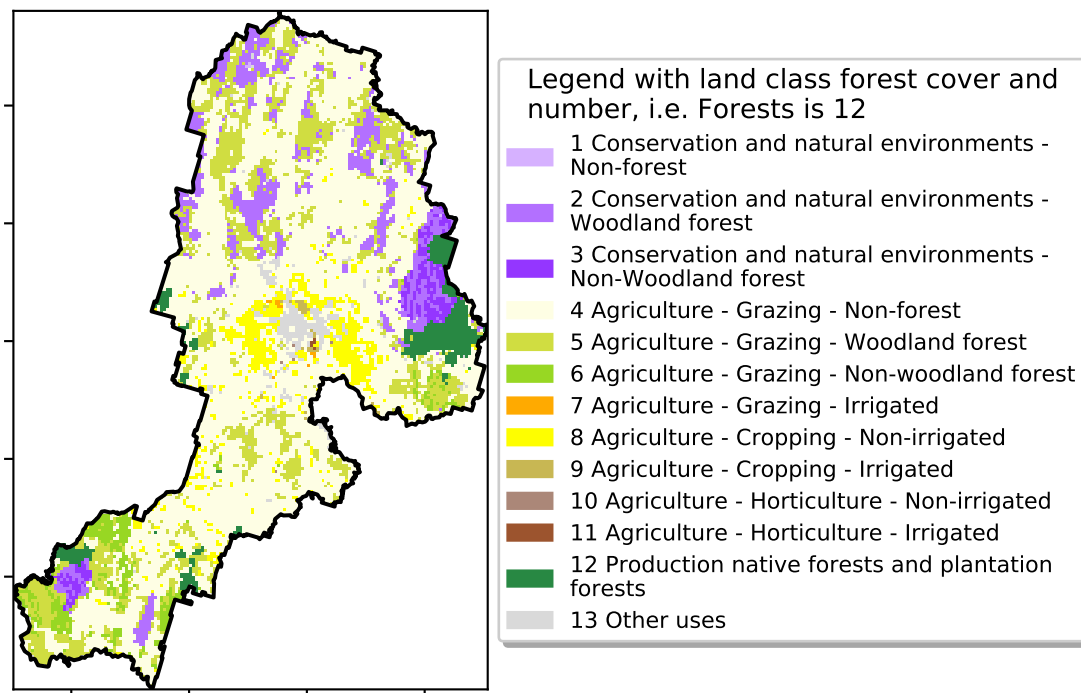 Legend with land class forest cover and
number, i.e. Forests is 12
1 Conservation and natural environments -
Non-forest
2 Conservation and natural environments -
Woodland forest
3 Conservation and natural environments -
Non-Woodland forest
4 Agriculture - Grazing - Non-forest
5 Agriculture - Grazing - Woodland forest
6 Agriculture - Grazing - Non-woodland forest
7 Agriculture - Grazing - Irrigated
8 Agriculture - Cropping - Non-irrigated
9 Agriculture - Cropping - Irrigated
10 Agriculture - Horticulture - Non-irrigated
11 Agriculture - Horticulture - Irrigated
12 Production native forests and plantation
forests
13 Other uses